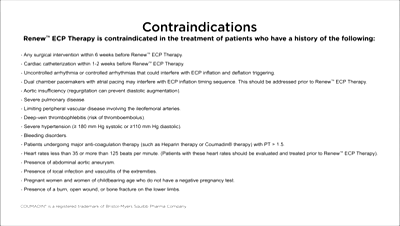 Contraindications
Renew™ ECP Therapy is contraindicated in the treatment of patients who have a history of the following:
- Any surgical intervention within 6 weeks before Renew™ ECP Therapy.
- Cardiac catheterization within 1-2 weeks before Renew™ ECP Therapy.
- Uncontrolled arrhythmia or controlled arrhythmias that could interfere with ECP inflation and deflation triggering.
- Dual chamber pacemakers with atrial pacing may interfere with ECP inflation timing sequence. This should be addressed prior to Renew™ ECP Therapy.
- Aortic insufficiency (regurgitation can prevent diastolic augmentation).
- Severe pulmonary disease.
- Limiting peripheral vascular disease involving the ileofemoral arteries.
- Deep-vein thrombophlebitis (risk of thromboembolus)
- Severe hypertension (≥ 180 mm Hg systolic or ≥110 mm Hg diastolic).
- Bleeding disorders.
- Patients undergoing major anti-coagulation therapy (such as Heparin therapy or Coumadin® therapy) with PT > 1.5.
- Heart rates less than 35 or more than 125 beats per minute. (Patients with these heart rates should be evaluated and treated prior to Renew™ ECP Therapy).
- Presence of abdominal aortic aneurysm.
- Presence of local infection and vasculitis of the extremities.
- Pregnant women and women of childbearing age who do not have a negative pregnancy test.
- Presence of a burn, open wound, or bone fracture on the lower limbs.
COUMADIN® is a registered trademark of Bristol-Myers Squibb Pharma Company.